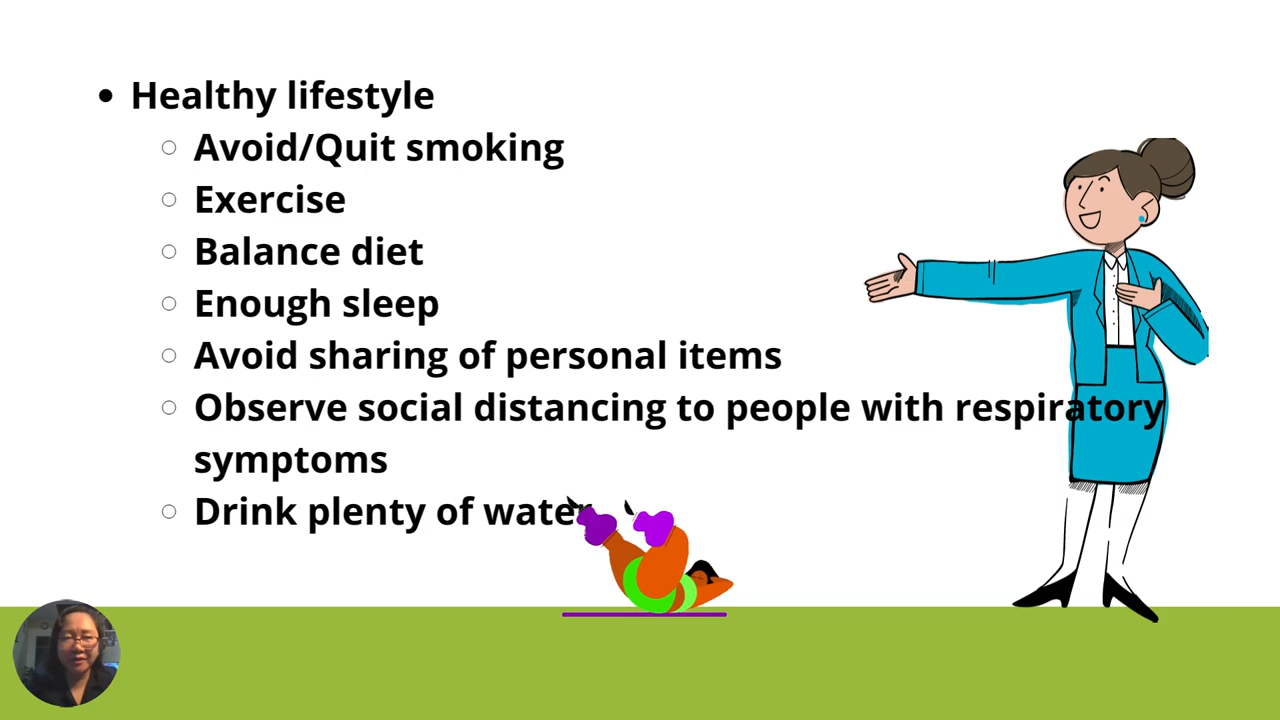 Healthy lifestyle
Avoid/Quit smoking
Exercise
Balance diet
Enough sleep
Avoid sharing of personal items
Observe social distancing to people with respiratory
symptoms
Drink plenty of water